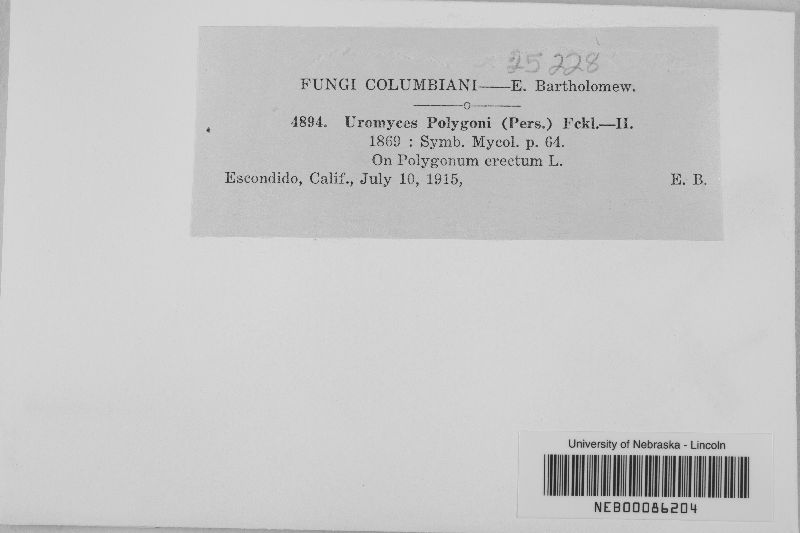 25228
FUNGI COLUMBIANI——E. Bartholomew.
4894. Uromyces Polygoni (Pers.) Fckl.—II.
1869 : Symb. Mycol. p. 64.
On Polygonum erectum L.
Escondido, Calif., July 10, 1915, E. B.
University of Nebraska - Lincoln
NEB00086204